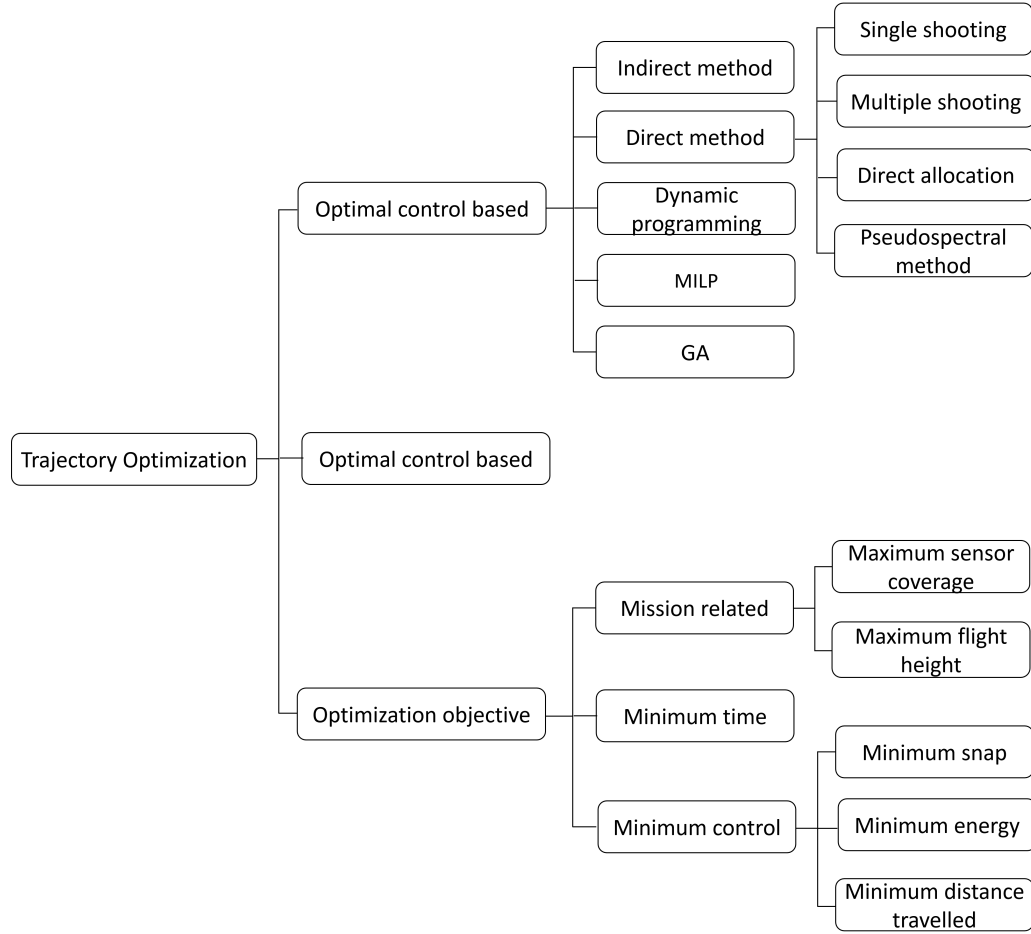 Single shooting
Indirect method
Multiple shooting
Direct method
Direct allocation
Optimal control based
Dynamic
programming
Pseudospectral
method
MILP
GA
Trajectory Optimization
Optimal control based
Maximum sensor
coverage
Mission related
Maximum flight
height
Optimization objective
Minimum time
Minimum snap
Minimum control
Minimum energy
Minimum distance
travelled